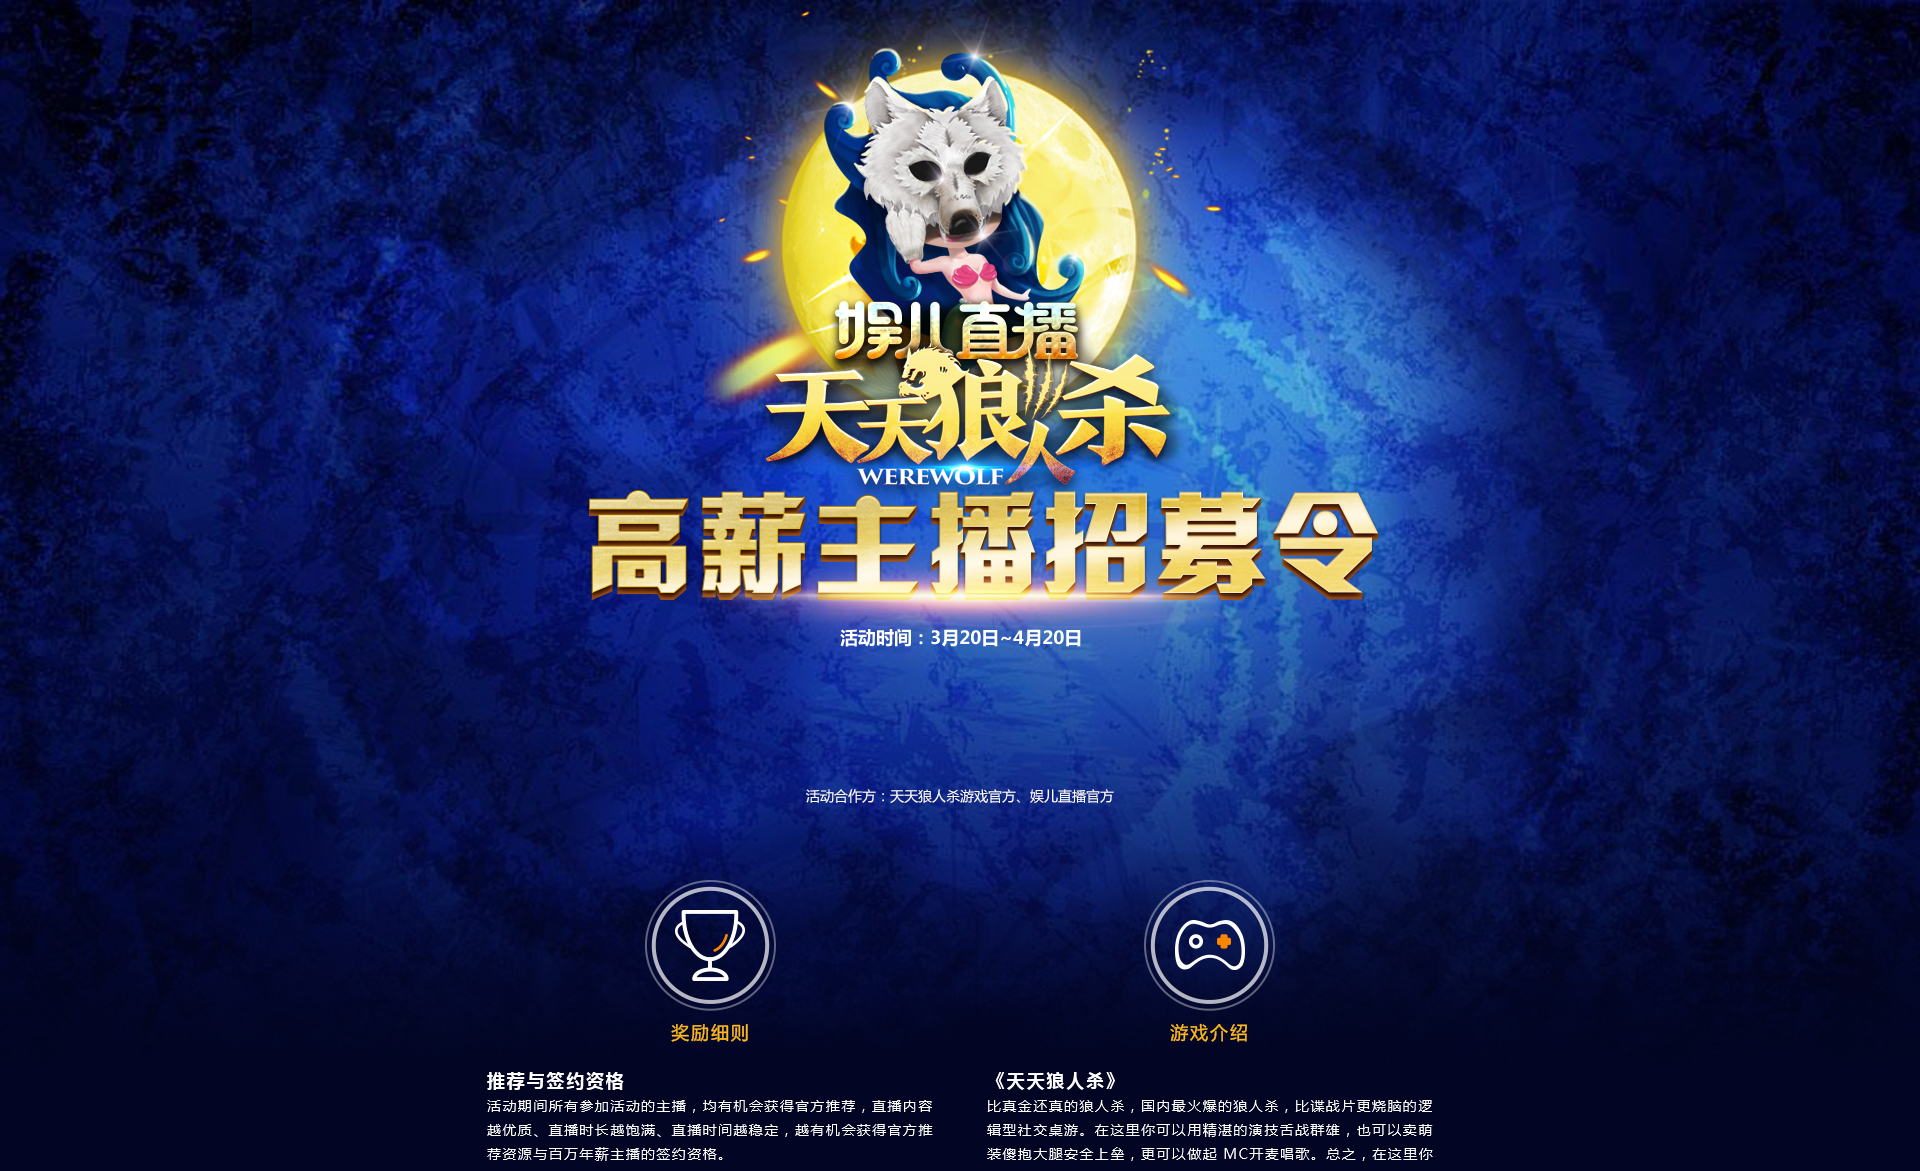 娱儿直播
天天狼人杀
WEREWOLF
高薪主播招募令
活动时间：3月20日~4月20日
活动合作方：天天狼人杀游戏官方、娱儿直播官方
奖励细则
推荐与签约资格
活动期间所有参加活动的主播，均有机会获得官方推荐，直播内容
越优质、直播时长越饱满、直播时间越稳定，越有机会获得官方推
荐资源与百万年薪主播的签约资格。
游戏介绍
《天天狼人杀》
比真金还真的狼人杀，国内最火爆的狼人杀，比谍战片更烧脑的逻
辑型社交桌游。在这里你可以用精湛的演技舌战群雄，也可以卖萌
装傻抱大腿安全上垒，更可以做起 MC开麦唱歌。总之，在这里你